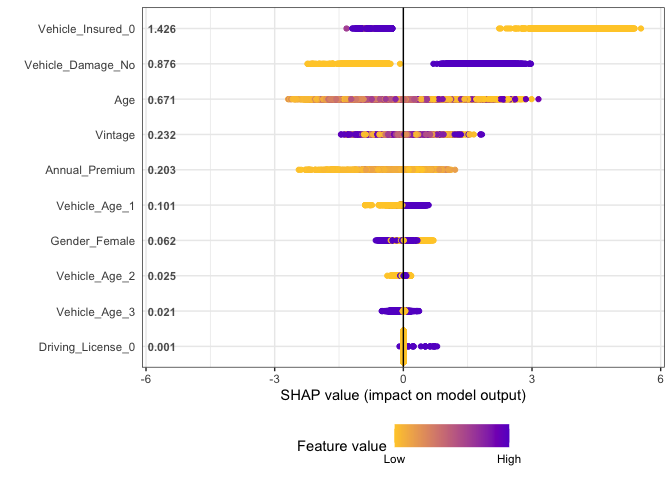 Vehicle_Insured_0 1.426
Vehicle_Damage_No 0.876
Age 0.671
Vintage 0.232
Annual_Premium 0.203
Vehicle_Age_1 0.101
Gender_Female 0.062
Vehicle_Age_2 0.025
Vehicle_Age_3 0.021
Driving_License_0 0.001
-6 -3 0 3 6
SHAP value (impact on model output)
Feature value
Low High